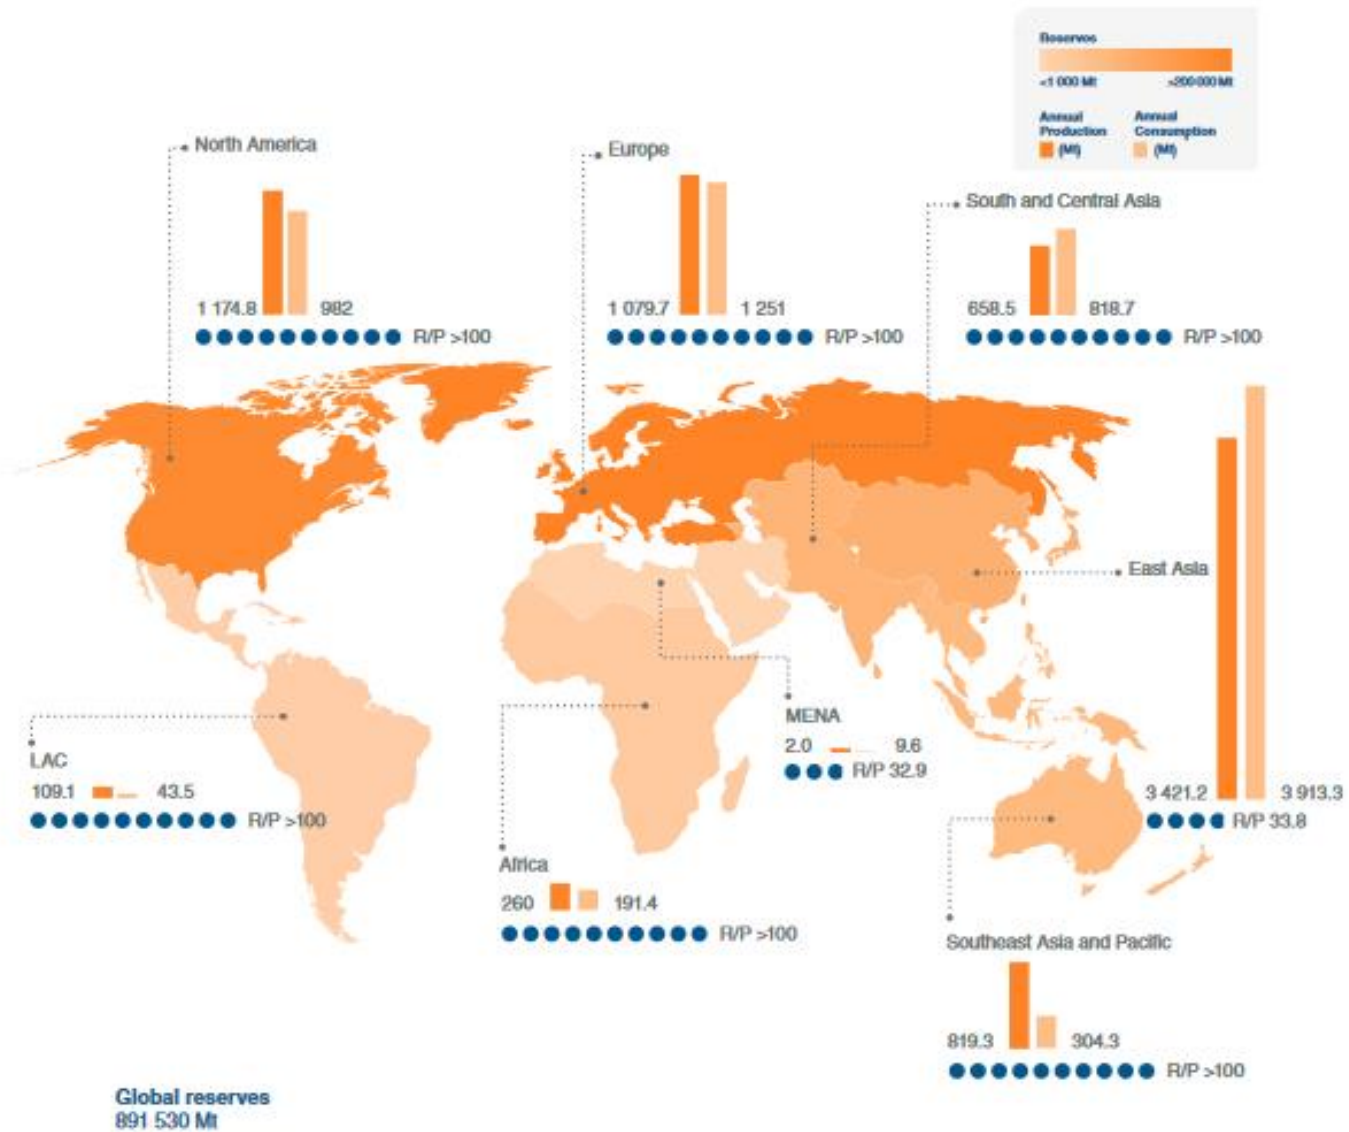 Reserves
<1 000 Mt >200 000 Mt
Annual Annual
Production Consumption
(Mt) (Mt)
North America
1 174.8 982
R/P >100
Europe
1 079.7 1 251
R/P >100
South and Central Asia
658.5 818.7
R/P >100
East Asia
3 421.2 3 913.3
R/P 33.8
MENA
2.0 9.6
R/P 32.9
LAC
109.1 43.5
R/P >100
Africa
260 191.4
R/P >100
Southeast Asia and Pacific
819.3 304.3
R/P >100
Global reserves
891 530 Mt